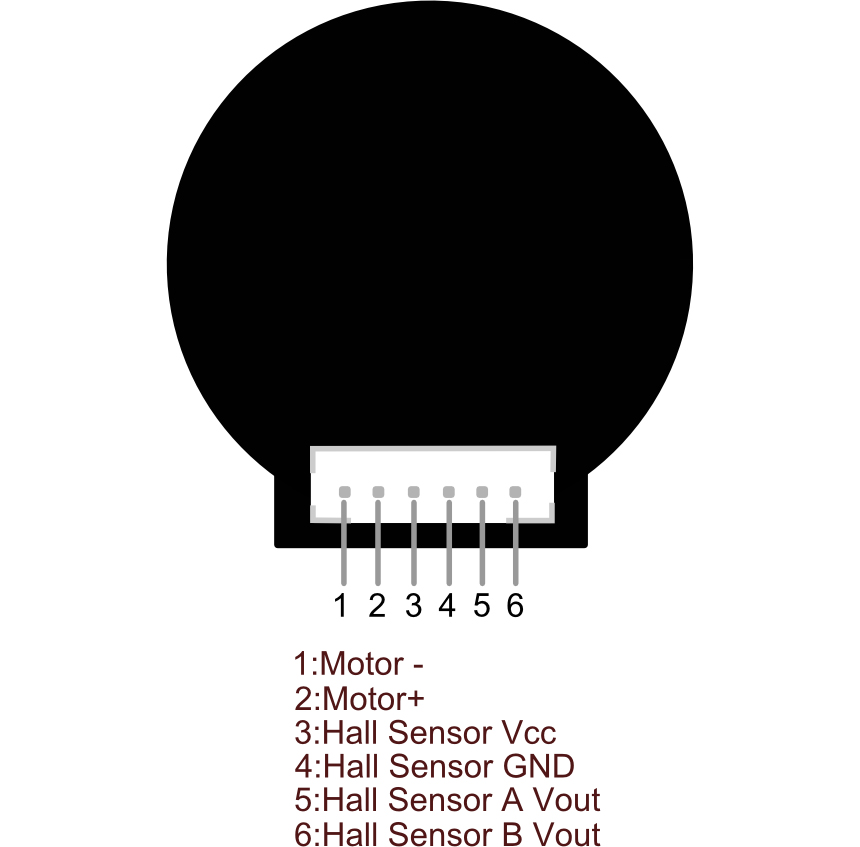 1 2 3 4 5 6
1:Motor -
2:Motor+
3:Hall Sensor Vcc
4:Hall Sensor GND
5:Hall Sensor A Vout
6:Hall Sensor B Vout